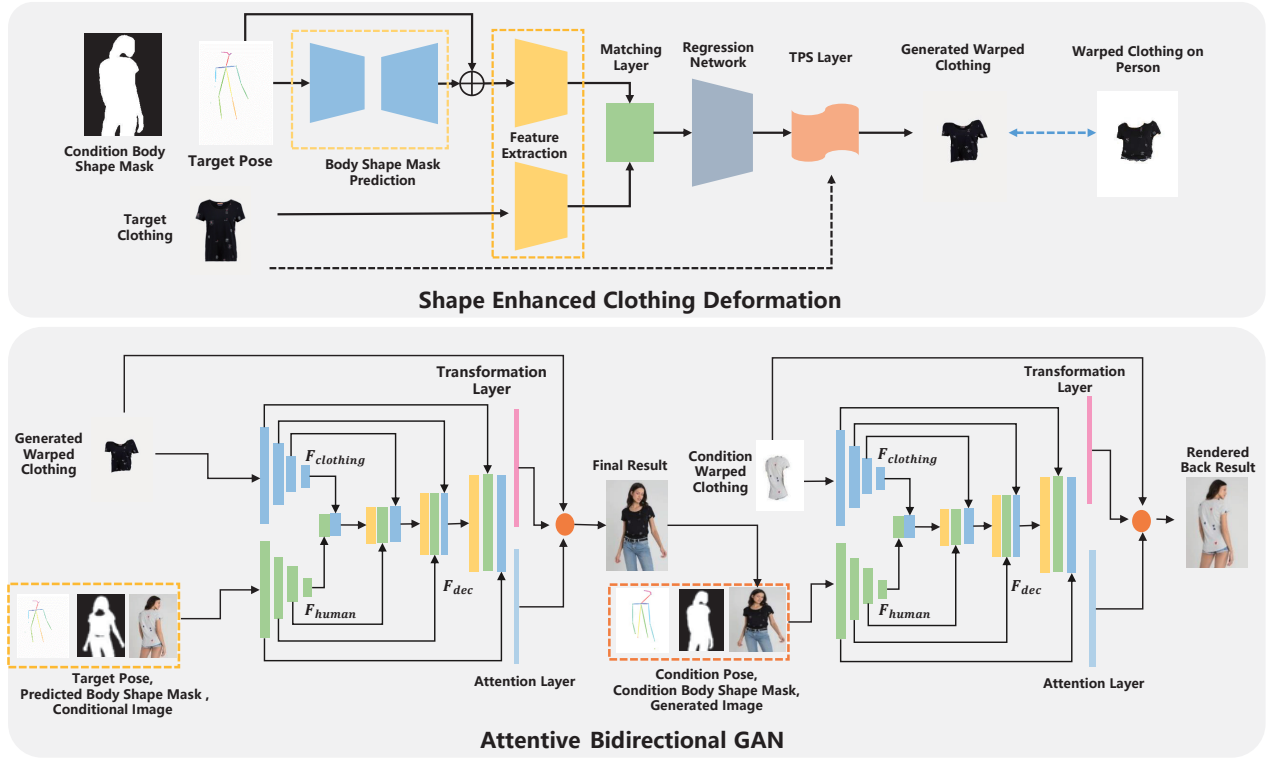 Condition Body
Shape Mask
Target Pose
Body Shape Mask
Prediction
Feature
Extraction
Matching
Layer
Regression
Network
TPS Layer
Generated Warped
Clothing
Warped Clothing on
Person
Target
Clothing
Shape Enhanced Clothing Deformation
Generated
Warped
Clothing
F_clothing
F_human
F_dec
Transformation
Layer
Attention Layer
Final Result
Target Pose,
Predicted Body Shape Mask ,
Conditional Image
Condition
Warped
Clothing
F_clothing
F_human
F_dec
Transformation
Layer
Attention Layer
Rendered
Back Result
Condition Pose,
Condition Body Shape Mask,
Generated Image
Attentive Bidirectional GAN